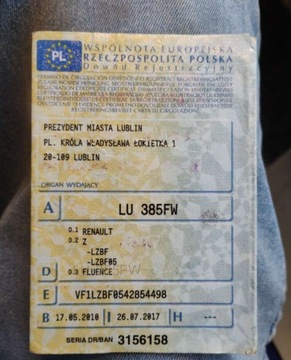 PL
WSPÓLNOTA EUROPEJSKA
RZECZPOSPOLITA POLSKA
Dowód Rejestracyjny
PREZYDENT MIASTA LUBLIN
PL. KRÓLA WŁADYSŁAWA ŁOKIETKA 1
20-109 LUBLIN
ORGAN WYDAJĄCY
A LU 385FW
D.1 RENAULT
D.2 Z
-LZBF
-LZBF05
D D.3 FLUENCE
E VF1LZBF0542854498
B 17.05.2010 I 26.07.2017 H ---
SERIA DR/BAN 3156158